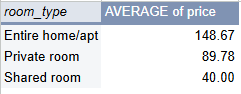 room_type AVERAGE of price
Entire home/apt 148.67
Private room 89.78
Shared room 40.00